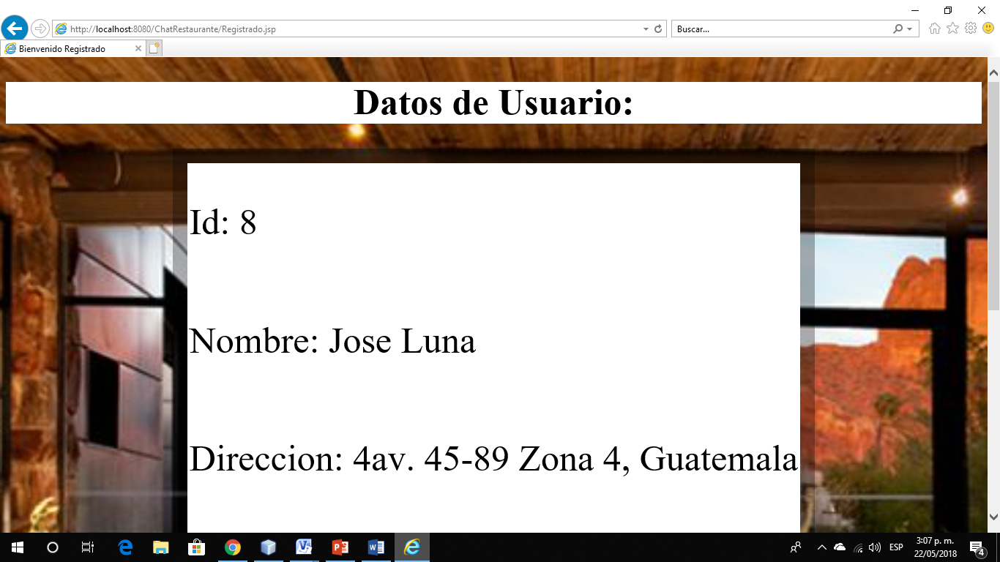 http://localhost:8080/ChatRestaurante/Registrado.jsp
Buscar...
Bienvenido Registrado
Datos de Usuario:
Id: 8
Nombre: Jose Luna
Direccion: 4av. 45-89 Zona 4, Guatemala
ESP
3:07 p. m.
22/05/2018
4